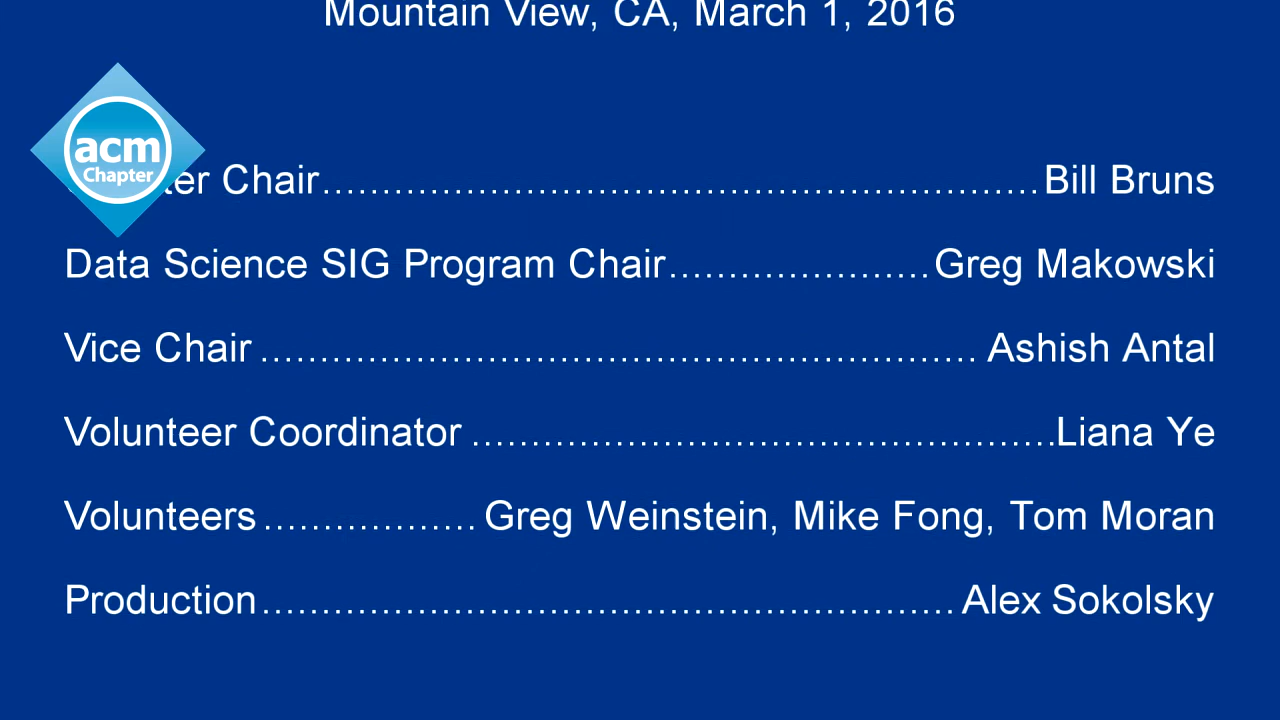 Mountain View, CA, March 1, 2016
acm
Chapter
ter Chair............................................................Bill Bruns
Data Science SIG Program Chair......................Greg Makowski
Vice Chair ............................................................ Ashish Antal
Volunteer Coordinator .................................................Liana Ye
Volunteers .................. Greg Weinstein, Mike Fong, Tom Moran
Production..........................................................Alex Sokolsky